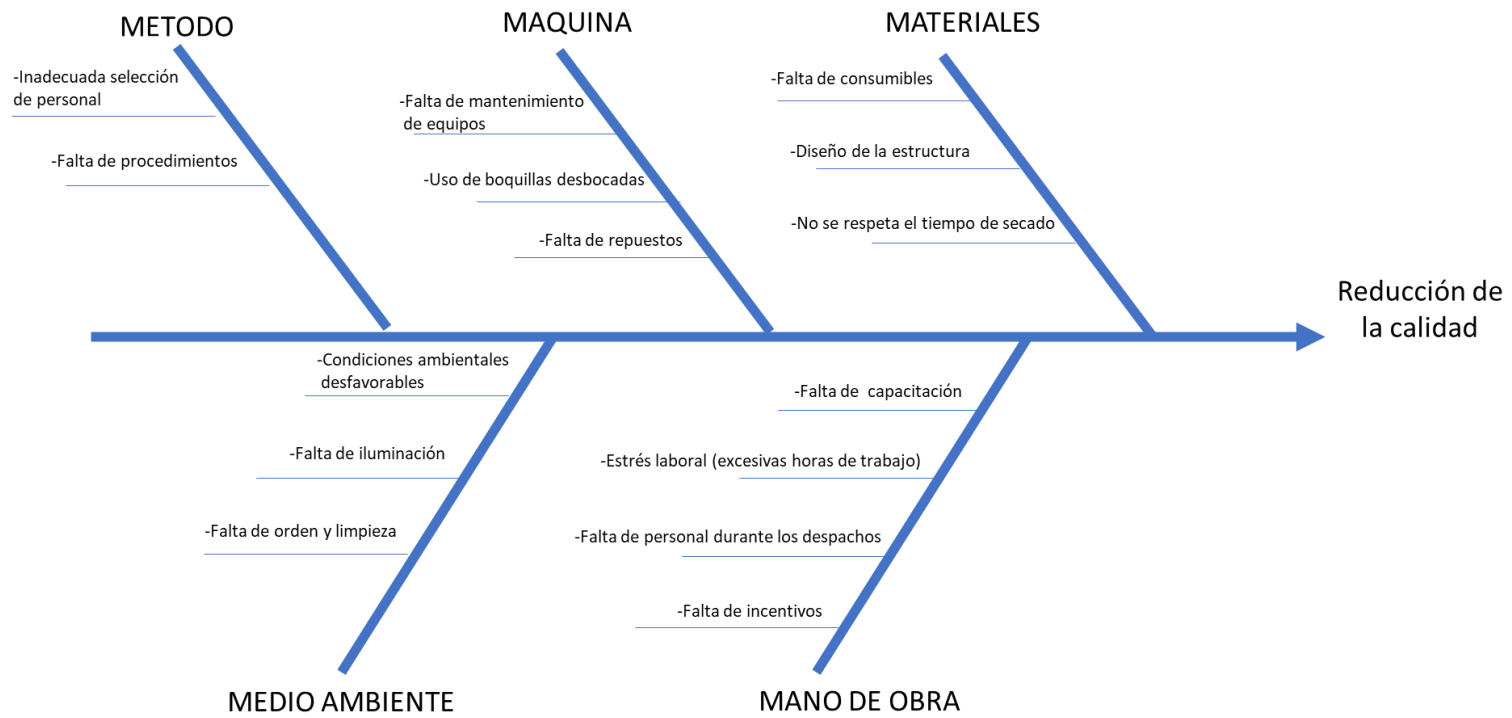 METODO
-Inadecuada selección
de personal
-Falta de procedimientos
MAQUINA
-Falta de mantenimiento
de equipos
-Uso de boquillas desbocadas
-Falta de repuestos
MATERIALES
-Falta de consumibles
-Diseño de la estructura
-No se respeta el tiempo de secado
Reducción de
la calidad
-Condiciones ambientales
desfavorables
-Falta de iluminación
-Falta de orden y limpieza
MEDIO AMBIENTE
-Falta de  capacitación
-Estrés laboral (excesivas horas de trabajo)
-Falta de personal durante los despachos
-Falta de incentivos
MANO DE OBRA